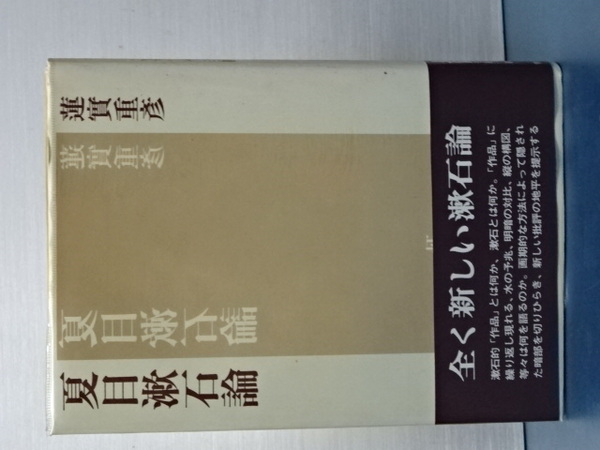 蓮實重彥
蓮實重彥
夏目漱石論
夏目漱石論
全く新しい漱石論
漱石的「作品」とは何か、漱石とは何か。「作品」に
繰り返し現れる、水の予兆、明暗の対比、縦の構図、
等々は何を語るのか。画期的な方法によって隠され
た暗部を切りひらき、新しい批評の地平を提示する